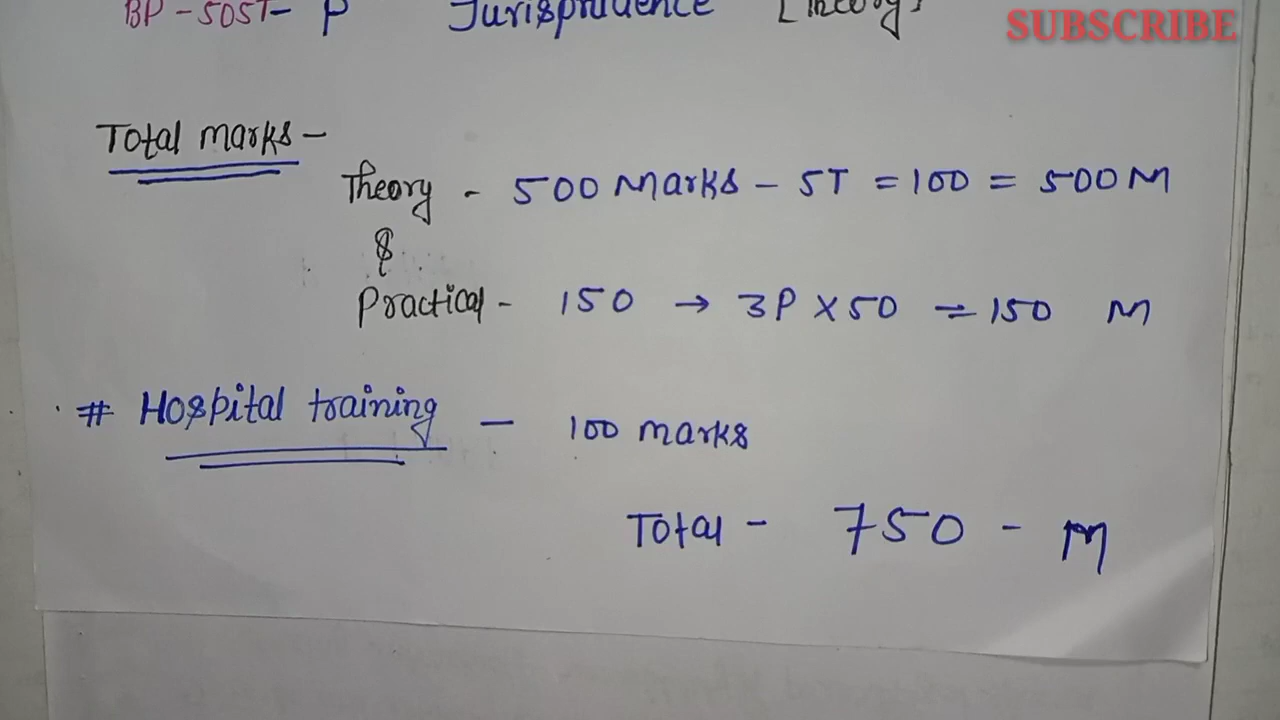 BP-505T- P Jurisprudence [Theory]
SUBSCRIBE
Total marks-
Theory - 500 Marks - 5T = 100 = 500 M
&
Practical - 150 → 3P x 50 = 150 M
# Hospital training - 100 marks
Total - 750 - M